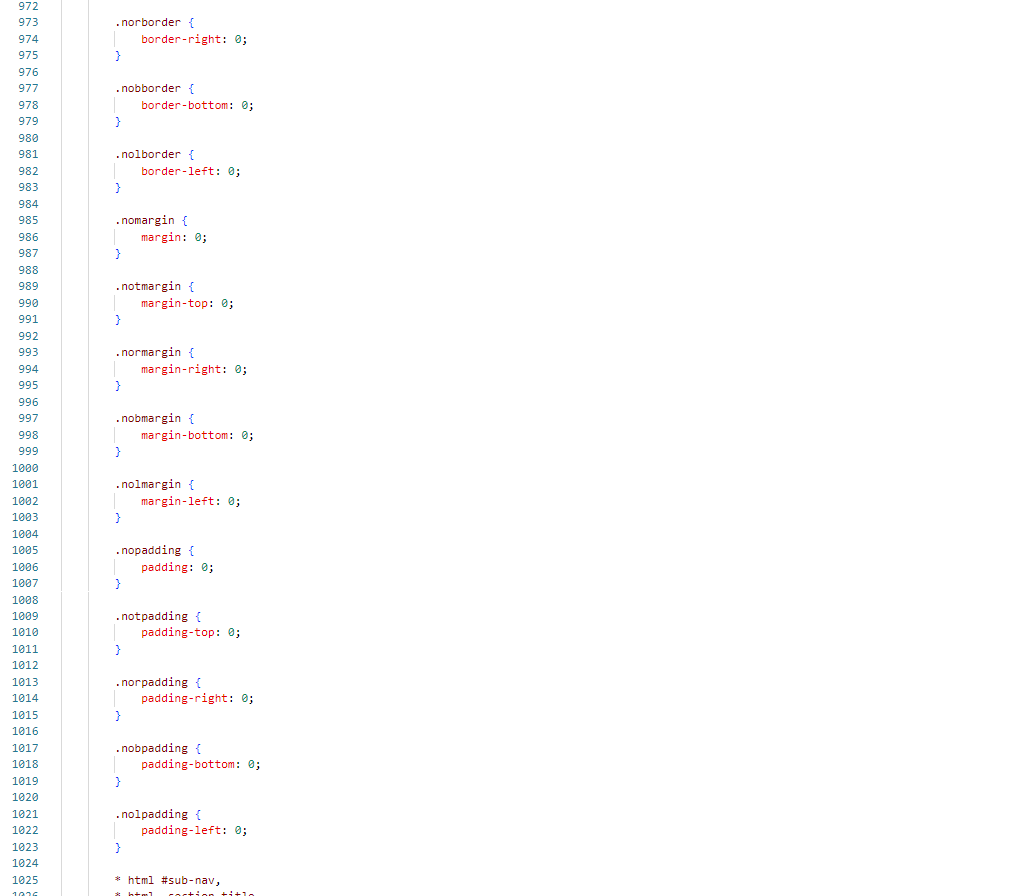 972
973 .norborder {
974 border-right: 0;
975 }
976
977 .nobborder {
978 border-bottom: 0;
979 }
980
981 .nolborder {
982 border-left: 0;
983 }
984
985 .nomargin {
986 margin: 0;
987 }
988
989 .notmargin {
990 margin-top: 0;
991 }
992
993 .normargin {
994 margin-right: 0;
995 }
996
997 .nobmargin {
998 margin-bottom: 0;
999 }
1000
1001 .nolmargin {
1002 margin-left: 0;
1003 }
1004
1005 .nopadding {
1006 padding: 0;
1007 }
1008
1009 .notpadding {
1010 padding-top: 0;
1011 }
1012
1013 .norpadding {
1014 padding-right: 0;
1015 }
1016
1017 .nobpadding {
1018 padding-bottom: 0;
1019 }
1020
1021 .nolpadding {
1022 padding-left: 0;
1023 }
1024
1025 * html #sub-nav,
1026 * html